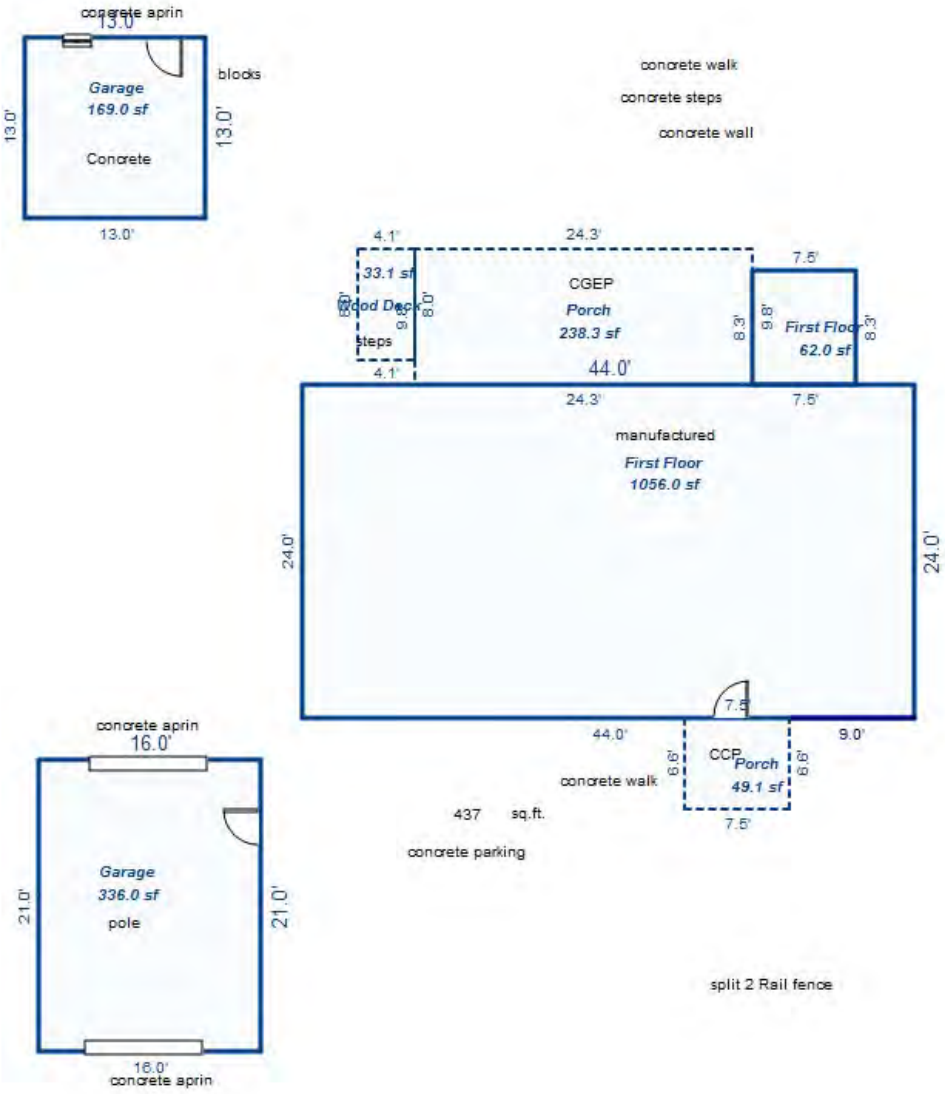 concrete aprin
13.0'
blocks
Garage
169.0 sf
13.0'
13.0'
Concrete
13.0'
concrete walk
concrete steps
concrete wall
4.1'
24.3'
7.5'
33.1 sf
CGEP
8.0'
Wood Deck
9.8'
8.0'
Porch
238.3 sf
8.3'
9.8'
First Floor
62.0 sf
8.3'
steps
4.1'
44.0'
24.3'
7.5'
manufactured
First Floor
1056.0 sf
24.0'
24.0'
7.5'
44.0'
9.0'
CCP
Porch
49.1 sf
6.6'
6.6'
7.5'
concrete walk
437 sq.ft.
concrete parking
concrete aprin
16.0'
Garage
336.0 sf
pole
21.0'
21.0'
16.0'
concrete aprin
split 2 Rail fence